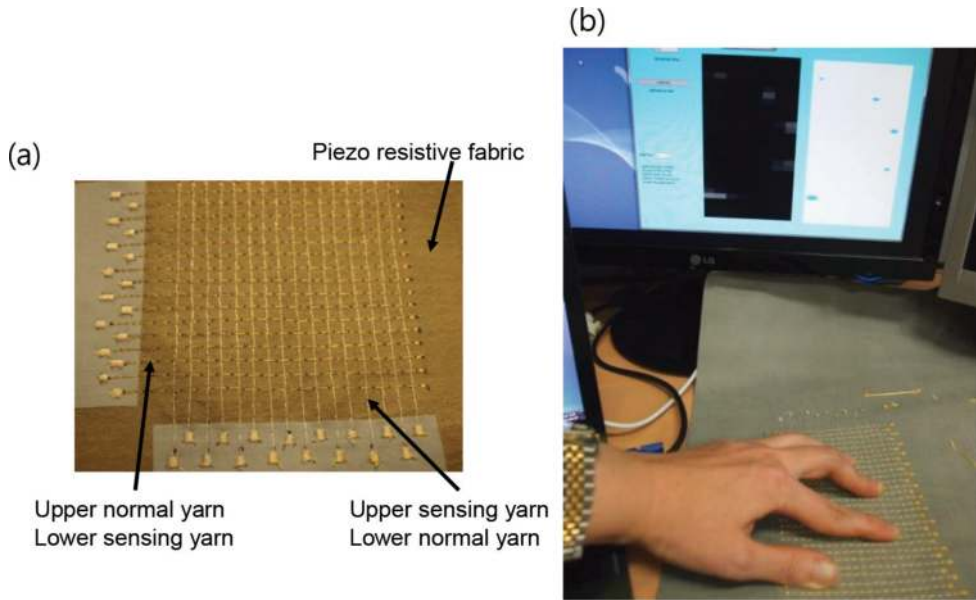 (b)
(a)
Piezo resistive fabric
LG
Upper normal yarn
Lower sensing yarn
Upper sensing yarn
Lower normal yarn